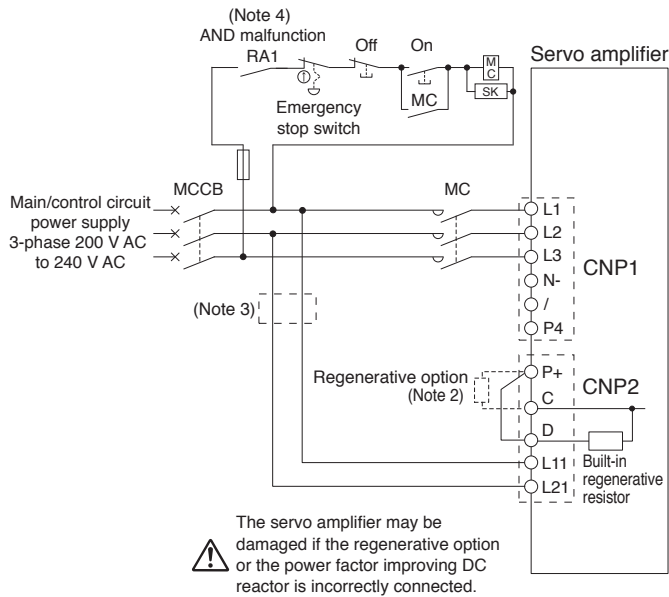 (Note 4)
AND malfunction
RA1
Off
On
MC
SK
MC
Emergency
stop switch
Servo amplifier
MCCB
MC
Main/control circuit
power supply
3-phase 200 V AC
to 240 V AC
L1
L2
L3
N-
/
P4
CNP1
(Note 3)
Regenerative option
(Note 2)
P+
C
D
L11
L21
CNP2
Built-in
regenerative
resistor
The servo amplifier may be
damaged if the regenerative option
or the power factor improving DC
reactor is incorrectly connected.